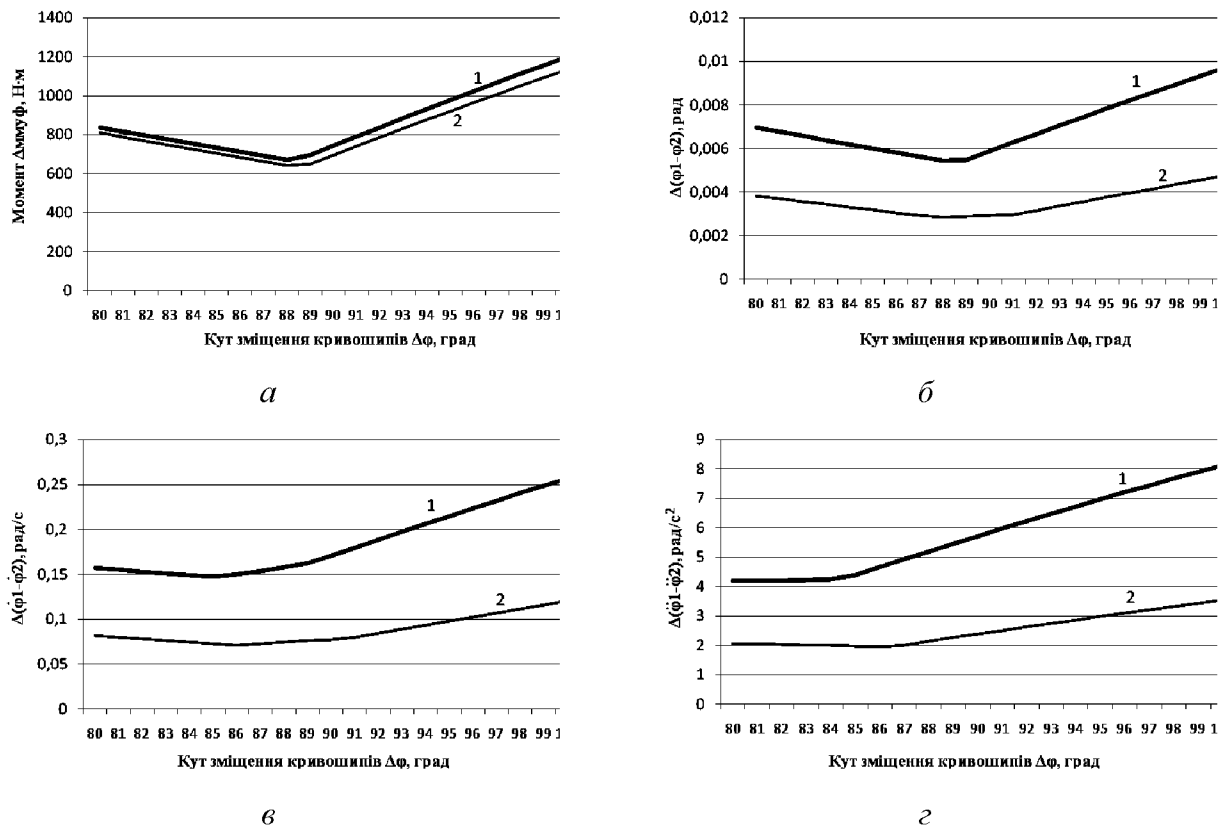 1400
1200
1000
800
600
400
200
0
Момент Δммуф, Н·м
1
2
80 81 82 83 84 85 86 87 88 89 90 91 92 93 94 95 96 97 98 99 1
Кут зміщення кривошипів Δφ, град
а
0,012
0,01
0,008
0,006
0,004
0,002
0
Δ(φ1-φ2), рад
1
2
80 81 82 83 84 85 86 87 88 89 90 91 92 93 94 95 96 97 98 99 1
Кут зміщення кривошипів Δφ, град
б
0,3
0,25
0,2
0,15
0,1
0,05
0
Δ(φ̇1-φ̇2), рад/с
1
2
80 81 82 83 84 85 86 87 88 89 90 91 92 93 94 95 96 97 98 99 1
Кут зміщення кривошипів Δφ, град
в
9
8
7
6
5
4
3
2
1
0
Δ(φ̈1-φ̈2), рад/с²
1
2
80 81 82 83 84 85 86 87 88 89 90 91 92 93 94 95 96 97 98 99 1
Кут зміщення кривошипів Δφ, град
г